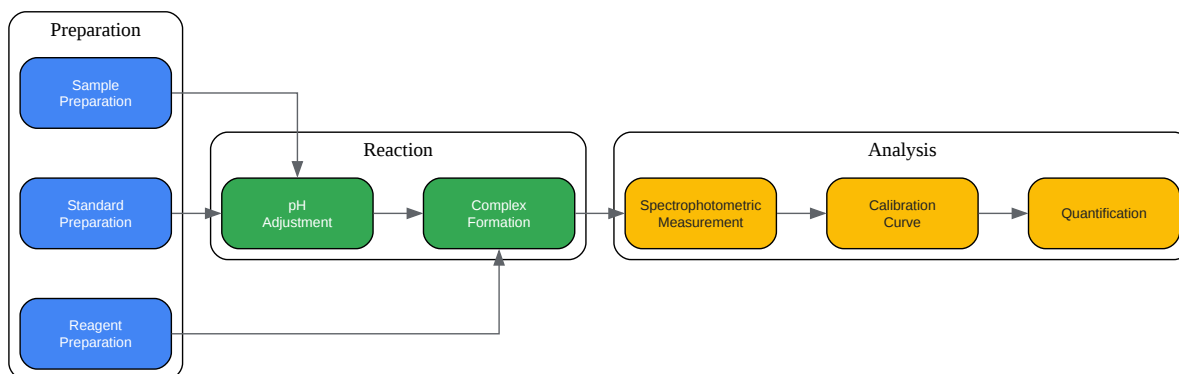 Preparation
Sample
Preparation
Standard
Preparation
Reagent
Preparation
Reaction
pH
Adjustment
Complex
Formation
Analysis
Spectrophotometric
Measurement
Calibration
Curve
Quantification